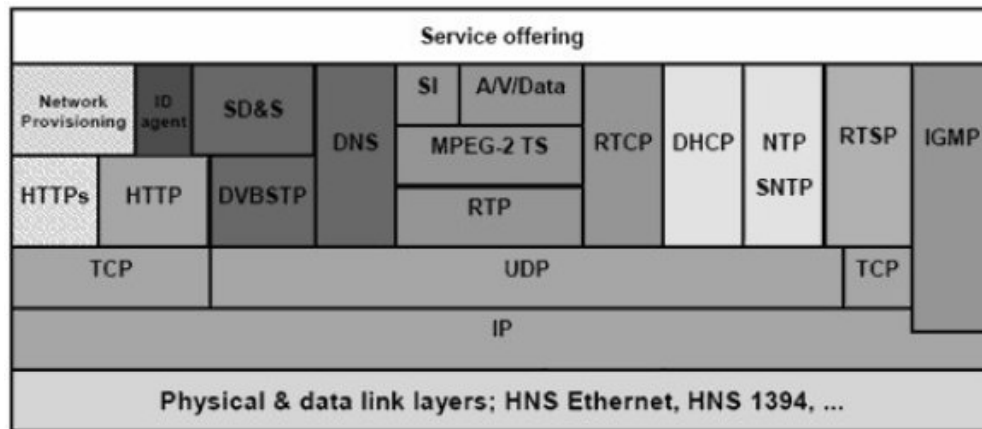 Service offering
Network
Provisioning
ID
agent
SD&S
DNS
SI
A/V/Data
MPEG-2 TS
RTP
RTCP
DHCP
NTP
SNTP
RTSP
IGMP
HTTPs
HTTP
DVBSTP
TCP
UDP
TCP
IP
Physical & data link layers; HNS Ethernet, HNS 1394, ...